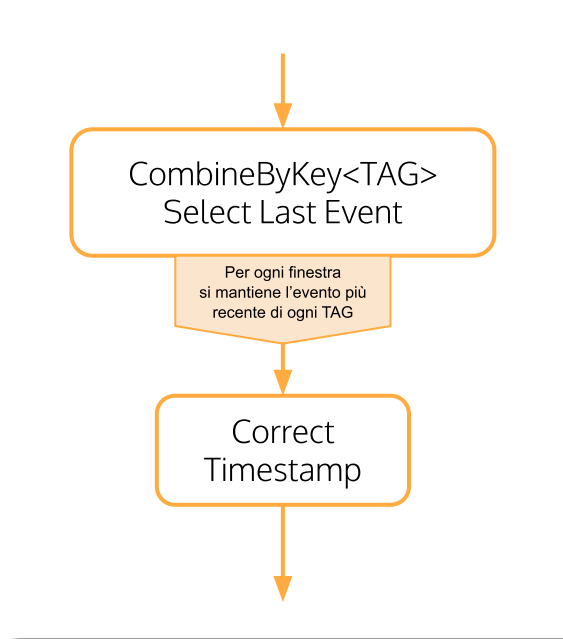 CombineByKey<TAG>
Select Last Event
Per ogni finestra
si mantiene l'evento più
recente di ogni TAG
Correct
Timestamp